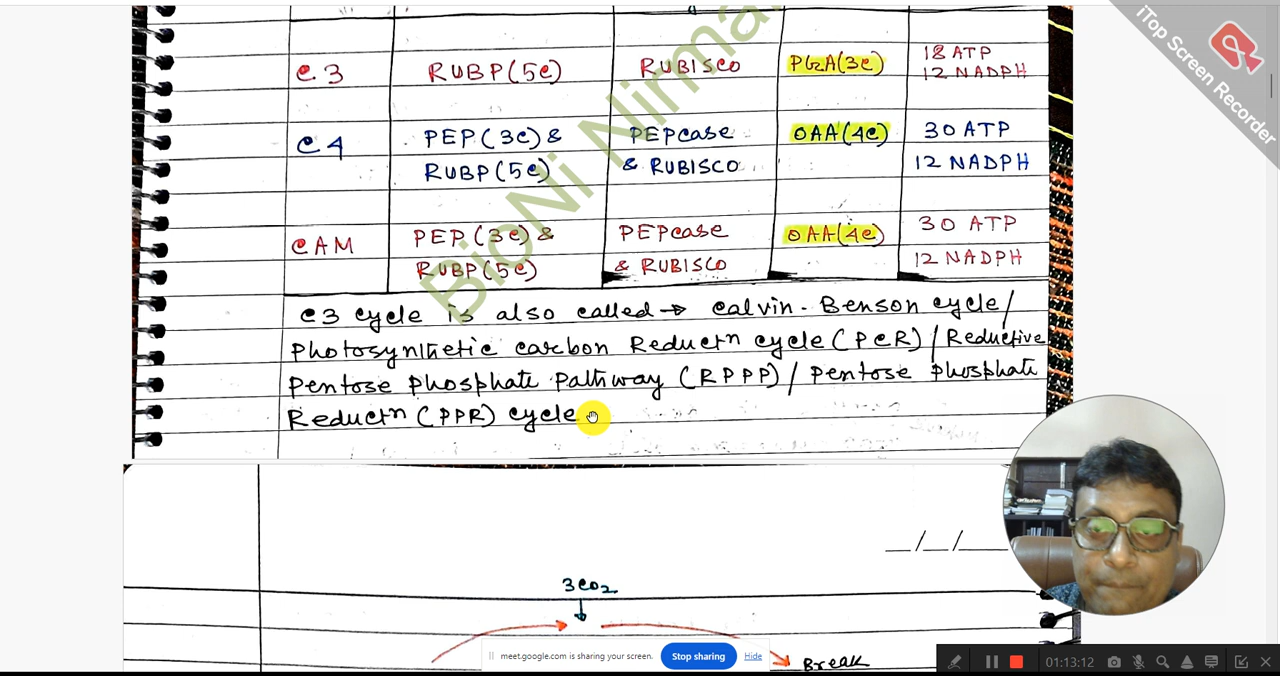 C3 RUBP(5C) RUBISCO PGA(3C) 18 ATP
12 NADPH
C4 PEP(3C) & PEPcase OAA(4C) 30 ATP
RUBP(5C) & RUBISCO 12 NADPH
CAM PEP(3C) & PEPcase OAA(4C) 30 ATP
RUBP(5C) & RUBISCO 12 NADPH
C3 cycle is also called → calvin-Benson cycle/
Photosynthetic carbon Reductn cycle (PCR)/Reductive
pentose phosphate Pathway (RPPP)/pentose phosphate
Reductn (PPR) cycle
__/__/__
3CO2
Break
meet.google.com is sharing your screen. Stop sharing Hide
01:13:12
iTop Screen Recorder
BioNi Nirma